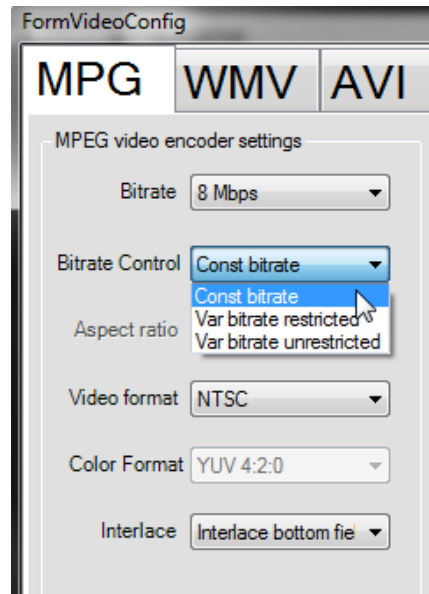 FormVideoConfig
MPG WMV AVI
MPEG video encoder settings
Bitrate 8 Mbps
Bitrate Control Const bitrate
Const bitrate
Var bitrate restricted
Aspect ratio
Var bitrate unrestricted
Video format NTSC
Color Format YUV 4:2:0
Interlace Interlace bottom fie